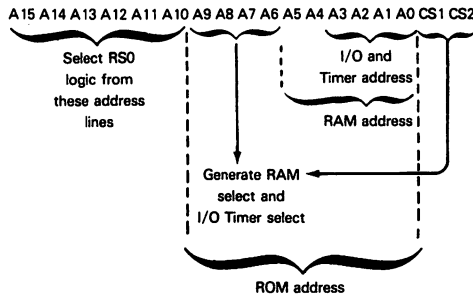 A15 A14 A13 A12 A11 A10 A9 A8 A7 A6 A5 A4 A3 A2 A1 A0 CS1 CS2
Select RS0
logic from
these address
lines
I/O and
Timer address
RAM address
Generate RAM
select and
I/O Timer select
ROM address